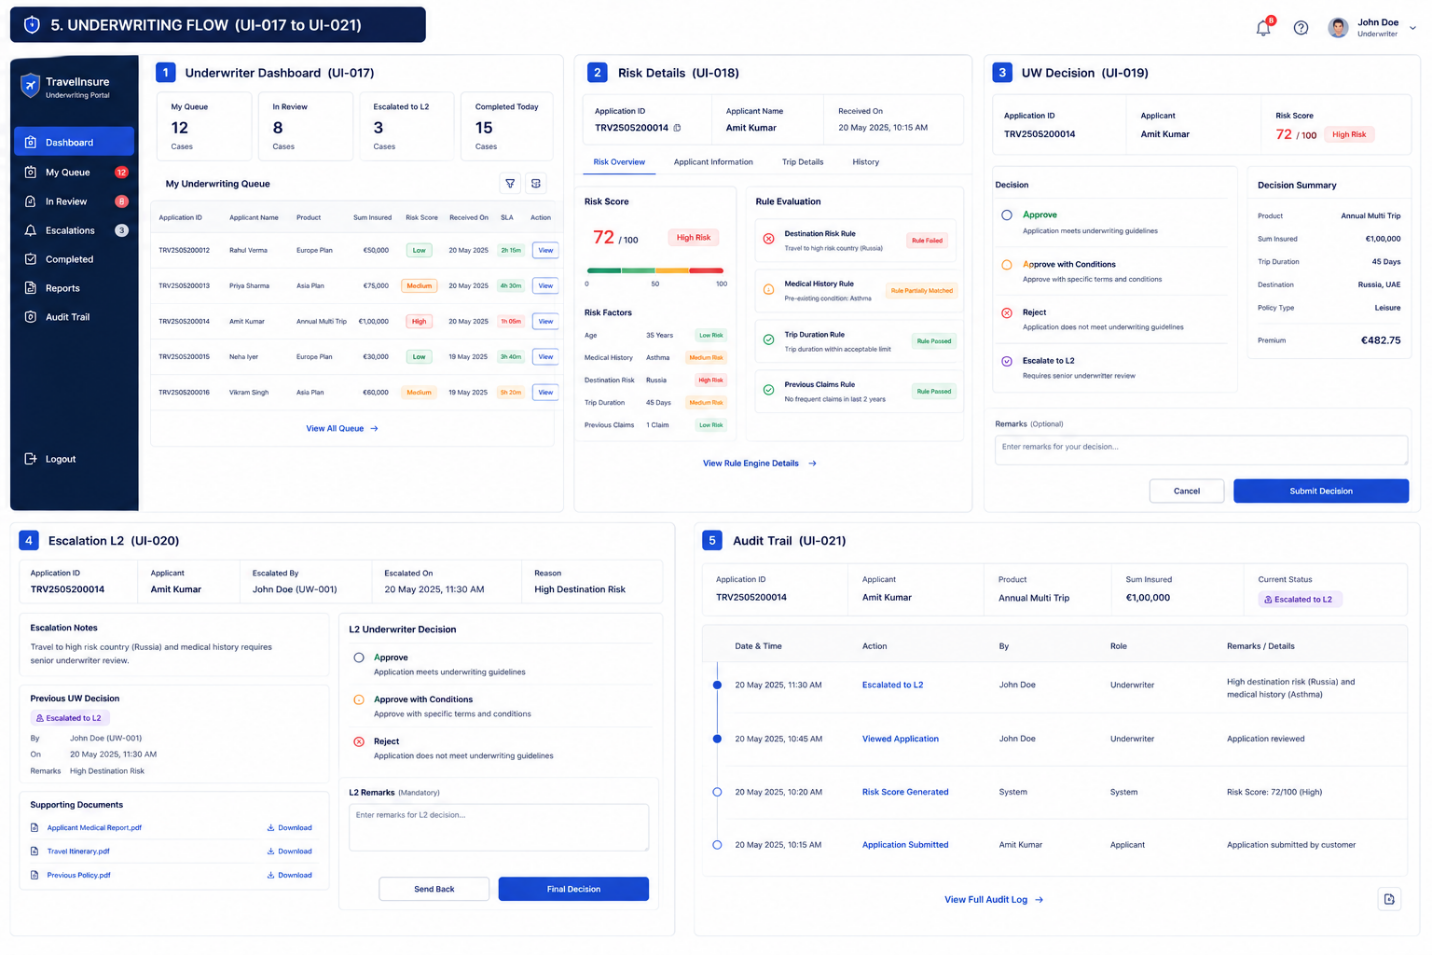 5. UNDERWRITING FLOW (UI-017 to UI-021)
8
John Doe
Underwriter
TravelInsure
Underwriting Portal
Dashboard
My Queue 12
In Review 8
Escalations 3
Completed
Reports
Audit Trail
Logout
1 Underwriter Dashboard (UI-017)
My Queue
12
Cases
In Review
8
Cases
Escalated to L2
3
Cases
Completed Today
15
Cases
My Underwriting Queue
Application ID Applicant Name Product Sum Insured Risk Score Received On SLA Action
TRV2505200012 Rahul Verma Europe Plan €50,000 Low 20 May 2025 2h 15m View
TRV2505200013 Priya Sharma Asia Plan €75,000 Medium 20 May 2025 4h 30m View
TRV2505200014 Amit Kumar Annual Multi Trip €1,00,000 High 20 May 2025 1h 05m View
TRV2505200015 Neha Iyer Europe Plan €30,000 Low 19 May 2025 3h 40m View
TRV2505200016 Vikram Singh Asia Plan €60,000 Medium 19 May 2025 5h 20m View
View All Queue →
2 Risk Details (UI-018)
Application ID
TRV2505200014
Applicant Name
Amit Kumar
Received On
20 May 2025, 10:15 AM
Risk Overview Applicant Information Trip Details History
Risk Score
72 / 100 High Risk
0 50 100
Risk Factors
Age 35 Years Low Risk
Medical History Asthma Medium Risk
Destination Risk Russia High Risk
Trip Duration 45 Days Medium Risk
Previous Claims 1 Claim Low Risk
Rule Evaluation
Destination Risk Rule
Travel to high risk country (Russia)
Rule Failed
Medical History Rule
Pre-existing condition: Asthma
Rule Partially Matched
Trip Duration Rule
Trip duration within acceptable limit
Rule Passed
Previous Claims Rule
No frequent claims in last 2 years
Rule Passed
View Rule Engine Details →
3 UW Decision (UI-019)
Application ID
TRV2505200014
Applicant
Amit Kumar
Risk Score
72 / 100 High Risk
Decision
Approve
Application meets underwriting guidelines
Approve with Conditions
Approve with specific terms and conditions
Reject
Application does not meet underwriting guidelines
Escalate to L2
Requires senior underwriter review
Decision Summary
Product Annual Multi Trip
Sum Insured €1,00,000
Trip Duration 45 Days
Destination Russia, UAE
Policy Type Leisure
Premium €482.75
Remarks (Optional)
Enter remarks for your decision...
Cancel
Submit Decision
4 Escalation L2 (UI-020)
Application ID
TRV2505200014
Applicant
Amit Kumar
Escalated By
John Doe (UW-001)
Escalated On
20 May 2025, 11:30 AM
Reason
High Destination Risk
Escalation Notes
Travel to high risk country (Russia) and medical history requires
senior underwriter review.
Previous UW Decision
Escalated to L2
By John Doe (UW-001)
On 20 May 2025, 11:30 AM
Remarks High Destination Risk
Supporting Documents
Applicant Medical Report.pdf Download
Travel Itinerary.pdf Download
Previous Policy.pdf Download
L2 Underwriter Decision
Approve
Application meets underwriting guidelines
Approve with Conditions
Approve with specific terms and conditions
Reject
Application does not meet underwriting guidelines
L2 Remarks (Mandatory)
Enter remarks for L2 decision...
Send Back
Final Decision
5 Audit Trail (UI-021)
Application ID
TRV2505200014
Applicant
Amit Kumar
Product
Annual Multi Trip
Sum Insured
€1,00,000
Current Status
Escalated to L2
Date & Time Action By Role Remarks / Details
20 May 2025, 11:30 AM Escalated to L2 John Doe Underwriter High destination risk (Russia) and
medical history (Asthma)
20 May 2025, 10:45 AM Viewed Application John Doe Underwriter Application reviewed
20 May 2025, 10:20 AM Risk Score Generated System System Risk Score: 72/100 (High)
20 May 2025, 10:15 AM Application Submitted Amit Kumar Applicant Application submitted by customer
View Full Audit Log →